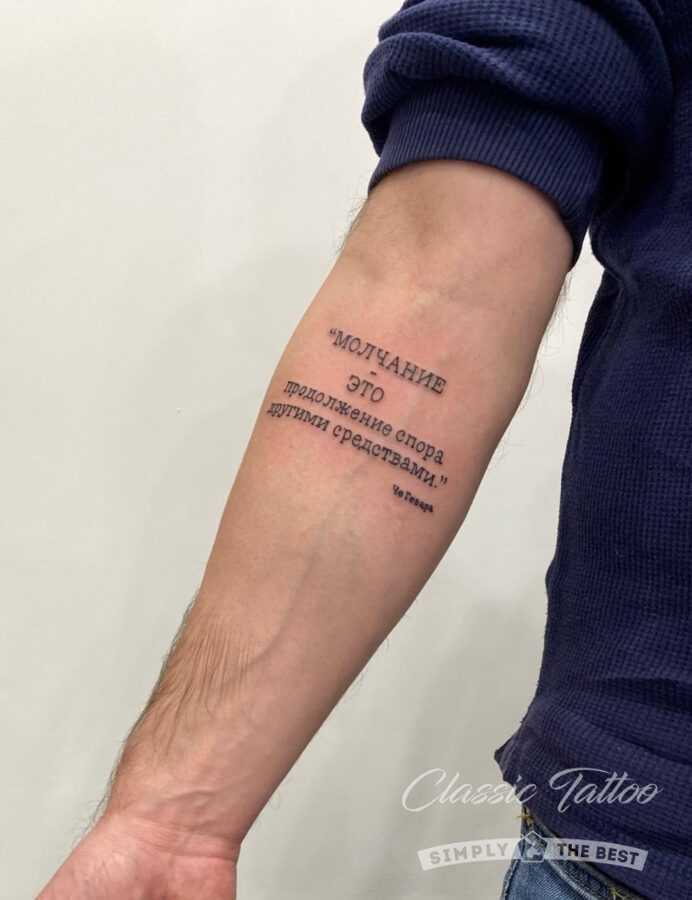 “МОЛЧАНИЕ
-
ЭТО
продолжение спора
другими средствами.”
Че Гевара
Classic Tattoo
SIMPLY THE BEST